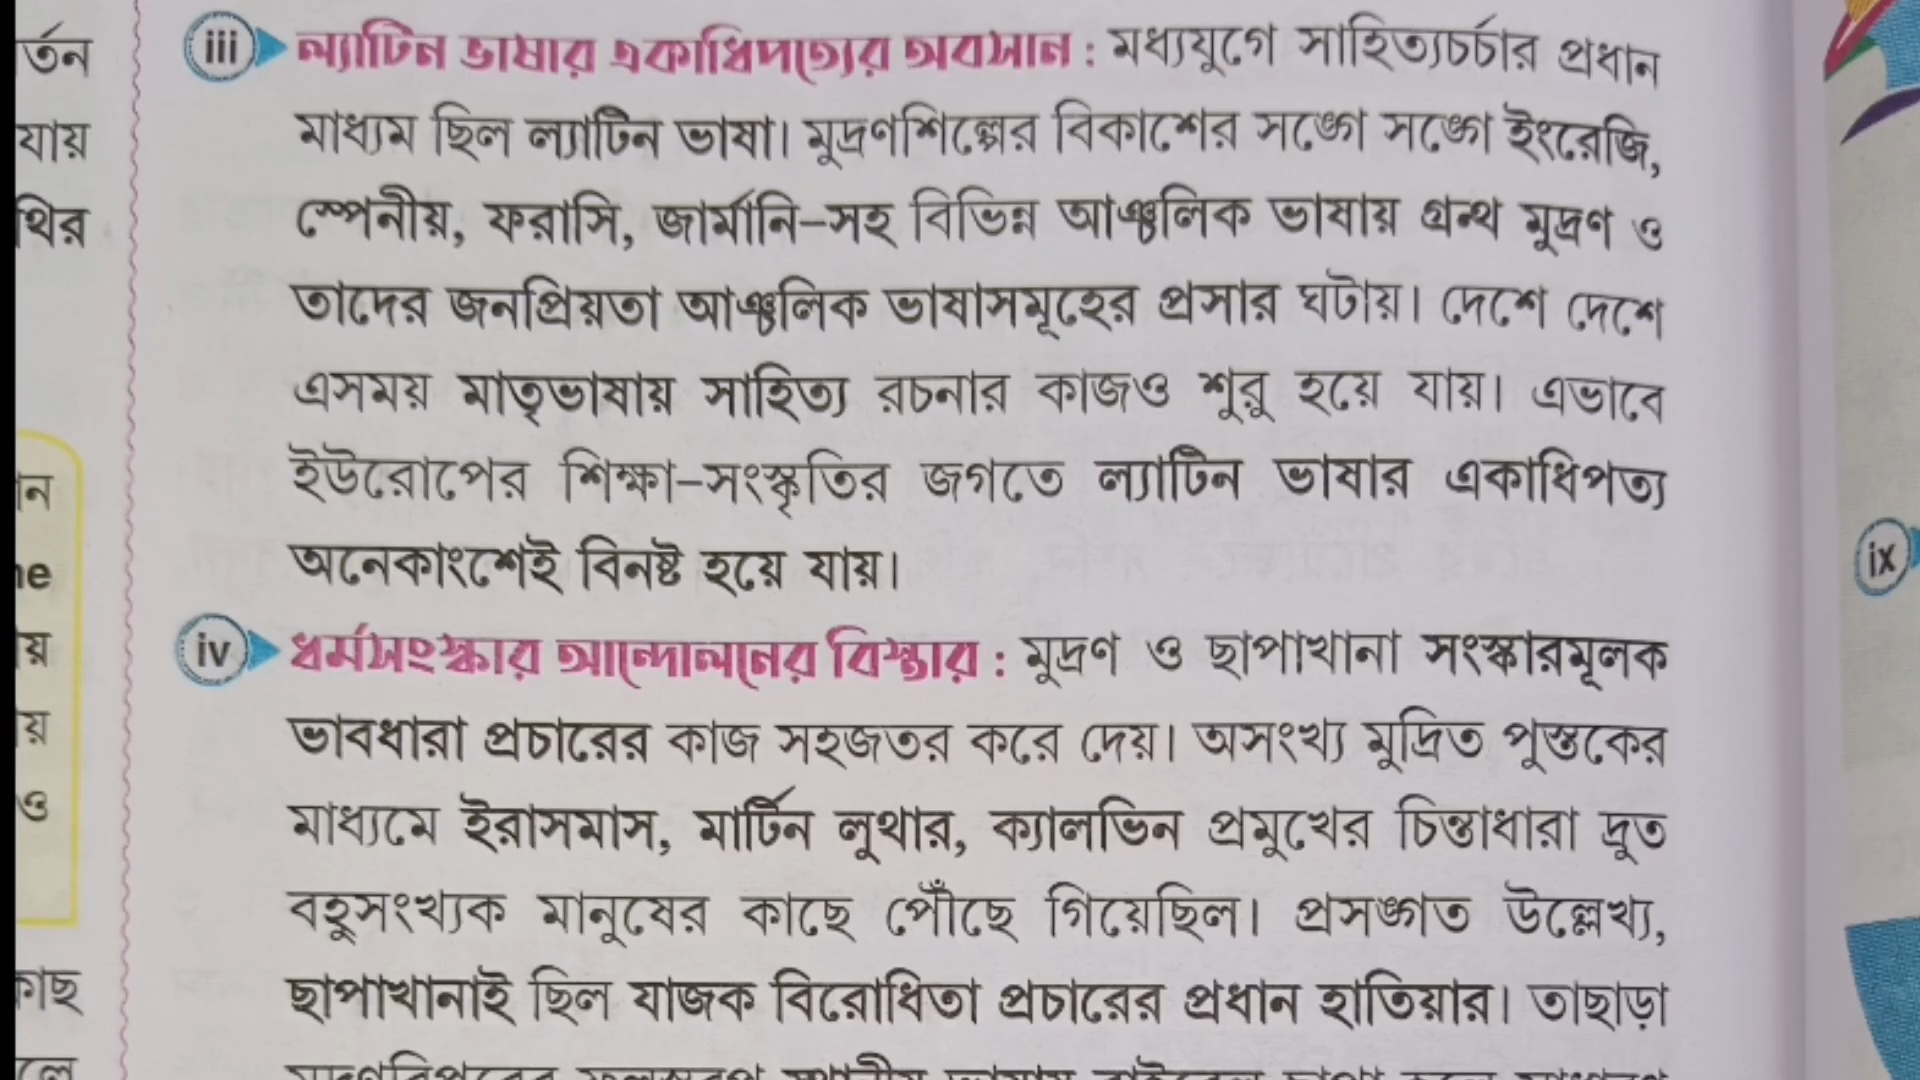 র্তন
যায়
থির
ন
ne
য়
য়
ও
কাছ
লে
iii ল্যাটিন ভাষার একাধিপত্যের অবসান : মধ্যযুগে সাহিত্যচর্চার প্রধান
মাধ্যম ছিল ল্যাটিন ভাষা। মুদ্রণশিল্পের বিকাশের সঙ্গে সঙ্গে ইংরেজি,
স্পেনীয়, ফরাসি, জার্মানি-সহ বিভিন্ন আঞ্চলিক ভাষায় গ্রন্থ মুদ্রণ ও
তাদের জনপ্রিয়তা আঞ্চলিক ভাষাসমূহের প্রসার ঘটায়। দেশে দেশে
এসময় মাতৃভাষায় সাহিত্য রচনার কাজও শুরু হয়ে যায়। এভাবে
ইউরোপের শিক্ষা-সংস্কৃতির জগতে ল্যাটিন ভাষার একাধিপত্য
অনেকাংশেই বিনষ্ট হয়ে যায়।
iv ধর্মসংস্কার আন্দোলনের বিস্তার : মুদ্রণ ও ছাপাখানা সংস্কারমূলক
ভাবধারা প্রচারের কাজ সহজতর করে দেয়। অসংখ্য মুদ্রিত পুস্তকের
মাধ্যমে ইরাসমাস, মার্টিন লুথার, ক্যালভিন প্রমুখের চিন্তাধারা দ্রুত
বহুসংখ্যক মানুষের কাছে পৌঁছে গিয়েছিল। প্রসঙ্গত উল্লেখ্য,
ছাপাখানাই ছিল যাজক বিরোধিতা প্রচারের প্রধান হাতিয়ার। তাছাড়া
ix